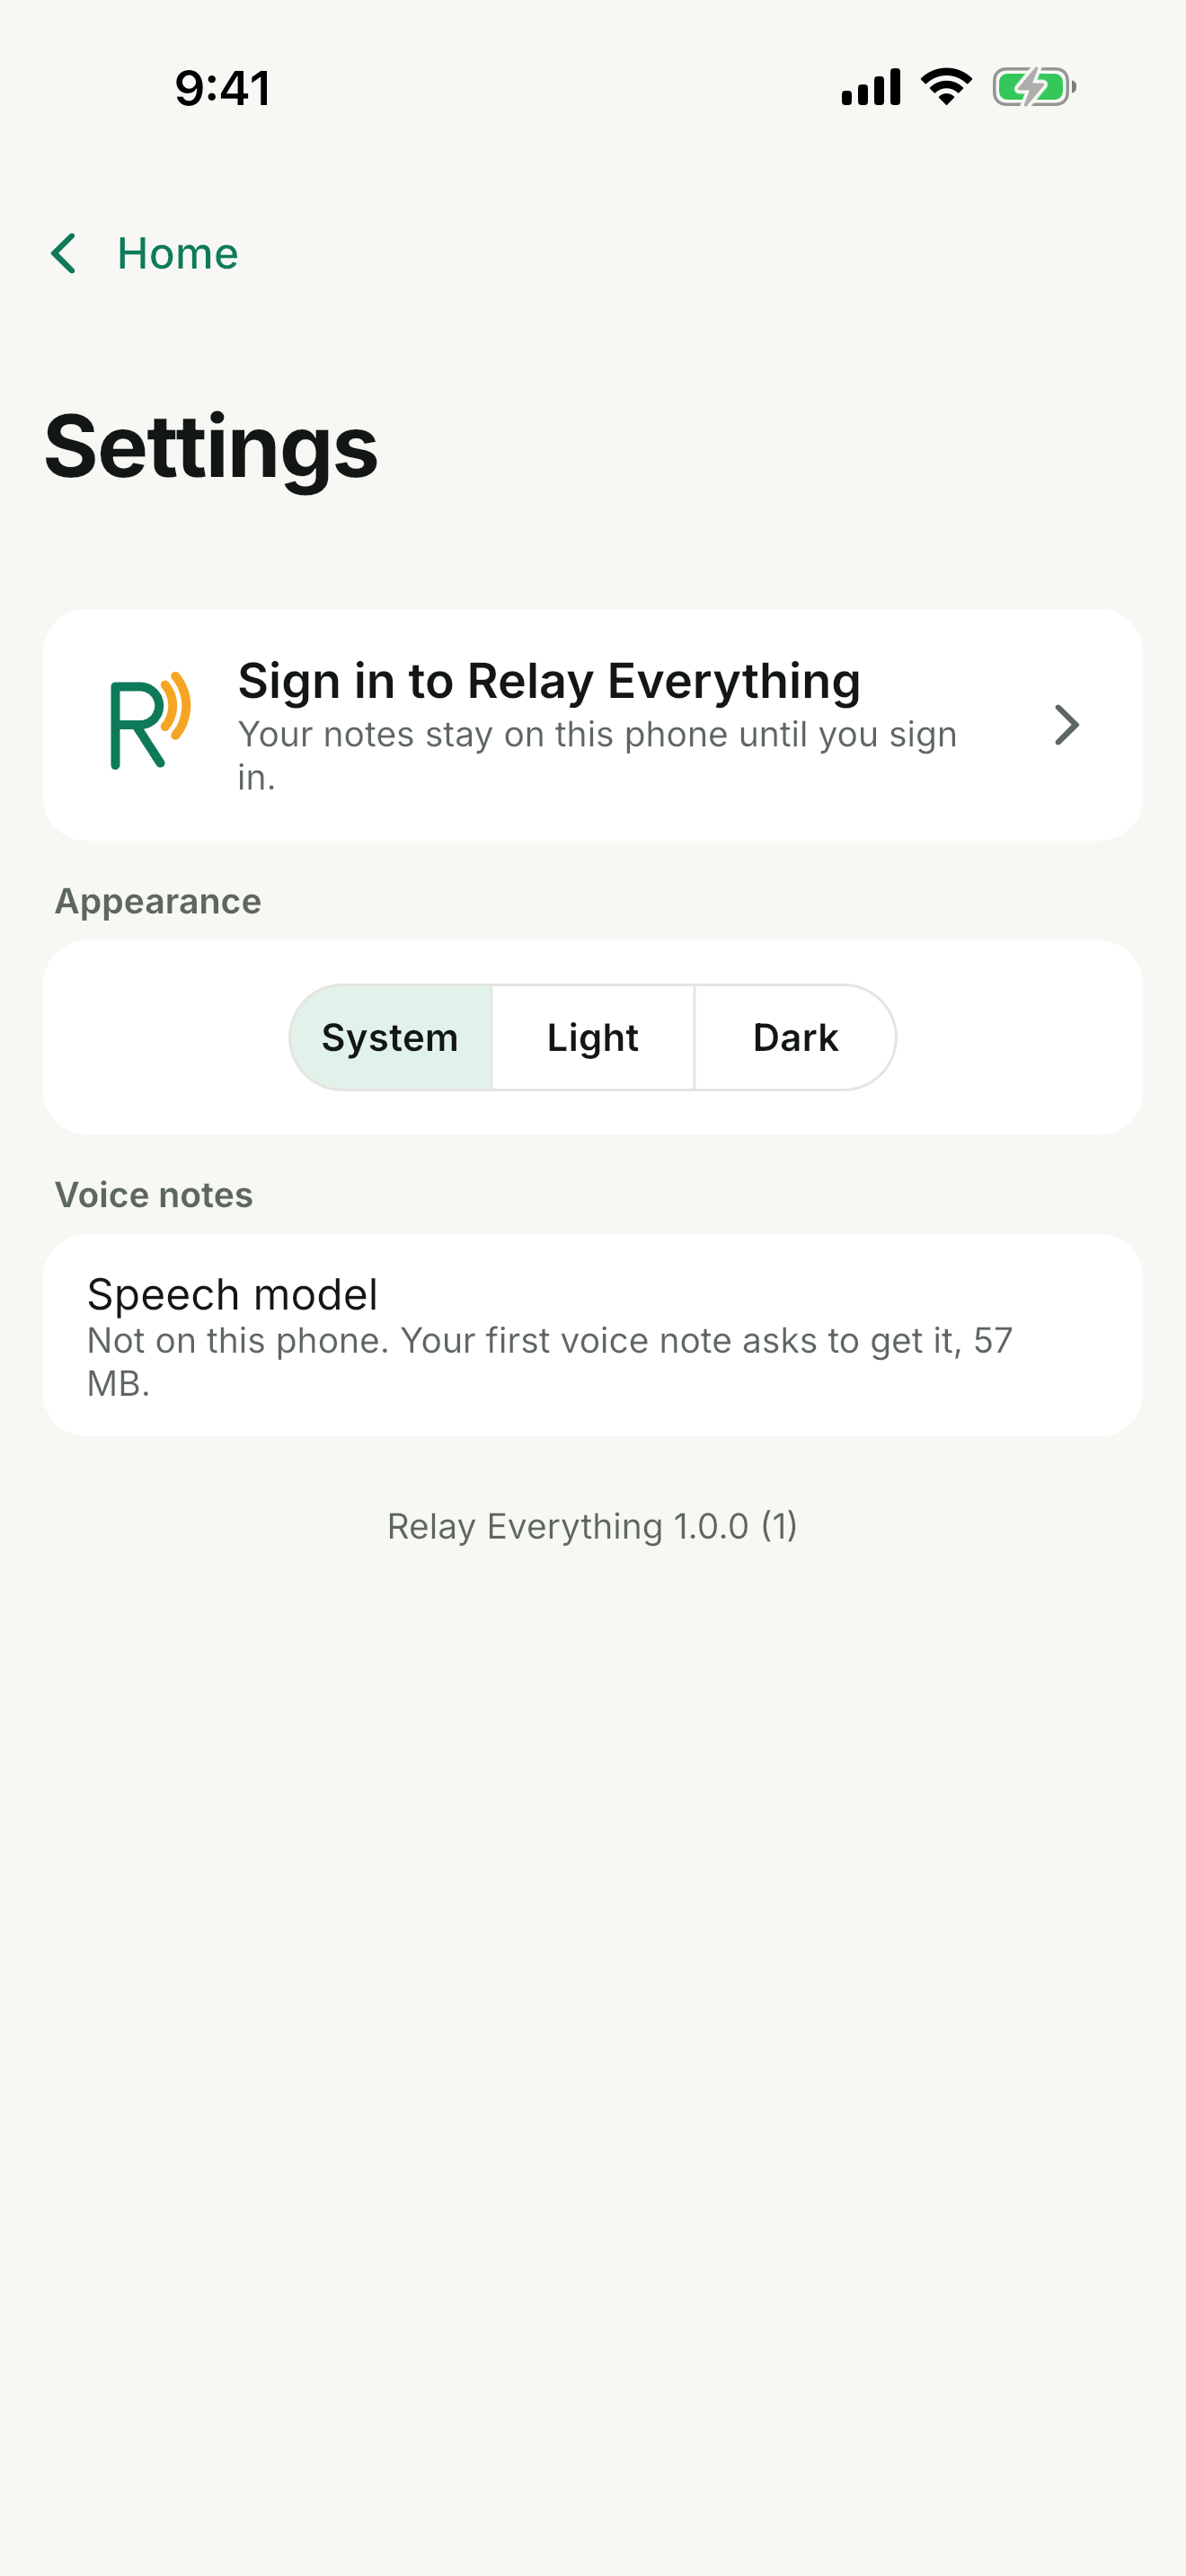 9:41
Home
Settings
Sign in to Relay Everything
Your notes stay on this phone until you sign
in.
Appearance
System
Light
Dark
Voice notes
Speech model
Not on this phone. Your first voice note asks to get it, 57
MB.
Relay Everything 1.0.0 (1)